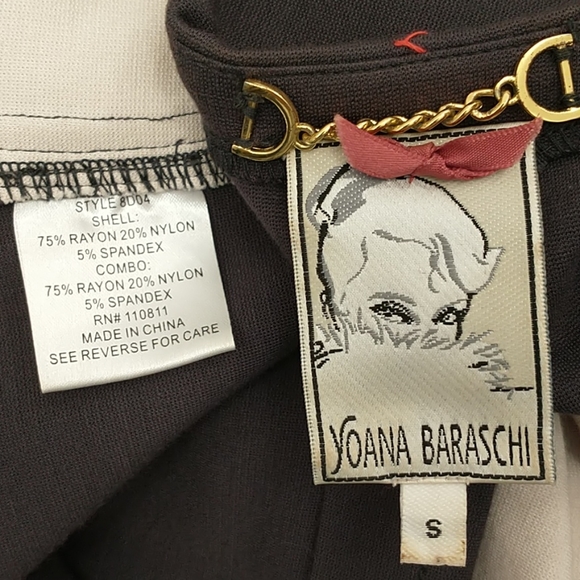 STYLE 8D04
SHELL:
75% RAYON 20% NYLON
5% SPANDEX
COMBO:
75% RAYON 20% NYLON
5% SPANDEX
RN# 110811
MADE IN CHINA
SEE REVERSE FOR CARE
YOANA BARASCHI
S